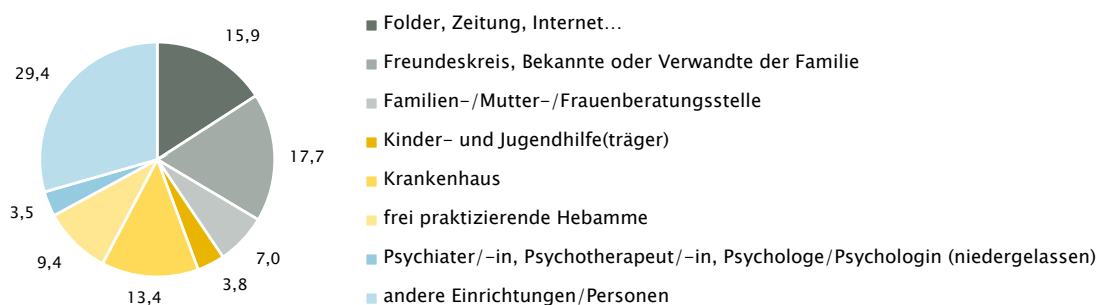 15,9
17,7
7,0
3,8
13,4
9,4
3,5
29,4
Folder, Zeitung, Internet…
Freundeskreis, Bekannte oder Verwandte der Familie
Familien-/Mutter-/Frauenberatungsstelle
Kinder- und Jugendhilfe(träger)
Krankenhaus
frei praktizierende Hebamme
Psychiater/-in, Psychotherapeut/-in, Psychologe/Psychologin (niedergelassen)
andere Einrichtungen/Personen